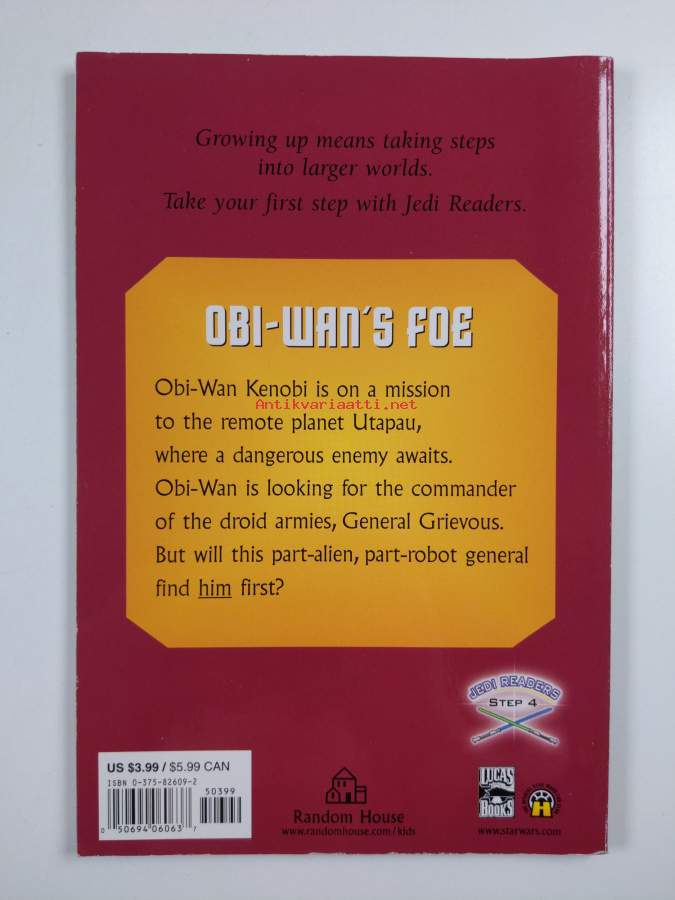 Growing up means taking steps
into larger worlds.
Take your first step with Jedi Readers.
OBI-WAN'S FOE
Obi-Wan Kenobi is on a mission
Antikvariaatti.net
to the remote planet Utapau,
where a dangerous enemy awaits.
Obi-Wan is looking for the commander
of the droid armies, General Grievous.
But will this part-alien, part-robot general
find him first?
JEDI READERS
STEP 4
US $3.99 / $5.99 CAN
ISBN 0-375-82609-2
50399
0 50694 06063 7
Random House
www.randomhouse.com/kids
LUCAS
BOOKS
www.starwars.com